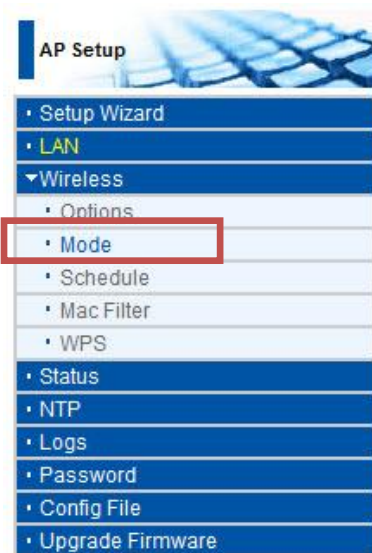 AP Setup
Setup Wizard
LAN
Wireless
Options
Mode
Schedule
Mac Filter
WPS
Status
NTP
Logs
Password
Config File
Upgrade Firmware